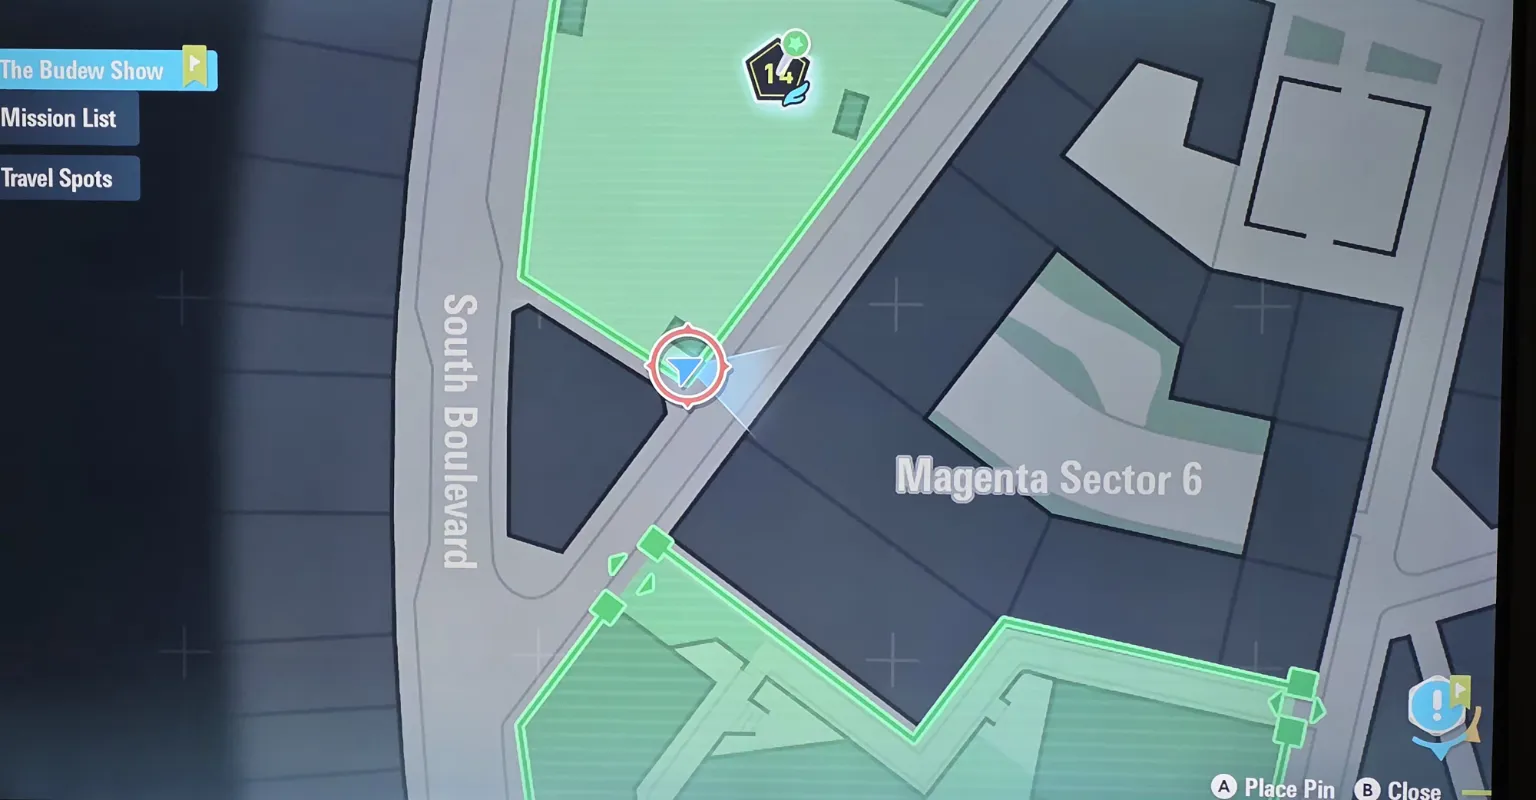 The Budew Show
Mission List
Travel Spots
14
South Boulevard
Magenta Sector 6
A Place Pin B Close